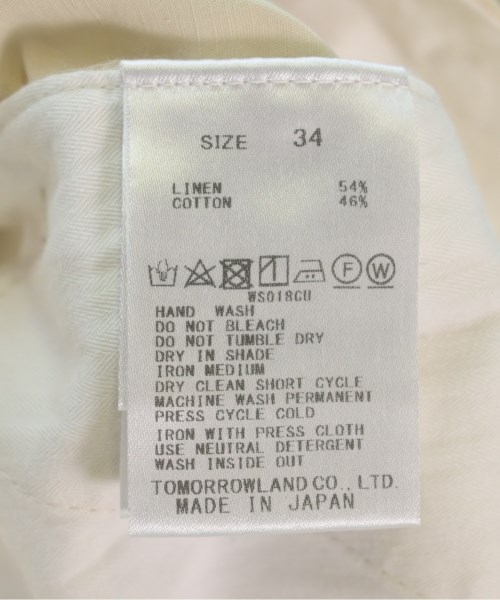 SIZE 34
LINEN 54%
COTTON 46%
F W
WS018GU
HAND WASH
DO NOT BLEACH
DO NOT TUMBLE DRY
DRY IN SHADE
IRON MEDIUM
DRY CLEAN SHORT CYCLE
MACHINE WASH PERMANENT
PRESS CYCLE COLD
IRON WITH PRESS CLOTH
USE NEUTRAL DETERGENT
WASH INSIDE OUT
TOMORROWLAND CO., LTD.
MADE IN JAPAN